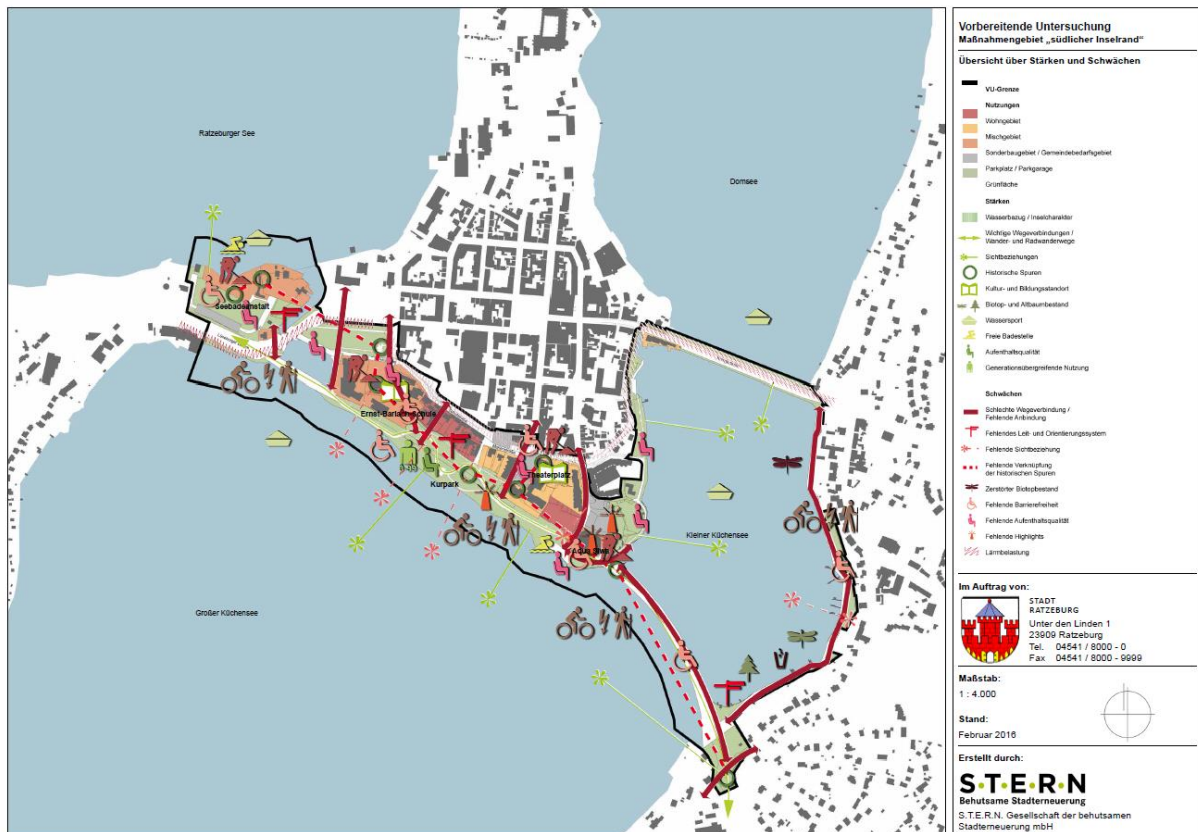 Ratzeburger See
Domsee
Seebadeanstalt
Ernst-Barlach-Schule
Theaterplatz
Kurpark
Aqua Siwa
Kleiner Küchensee
Großer Küchensee
Vorbereitende Untersuchung
Maßnahmengebiet „südlicher Inselrand“
Übersicht über Stärken und Schwächen
VU-Grenze
Nutzungen
Wohngebiet
Mischgebiet
Sonderbaugebiet / Gemeindebedarfsgebiet
Parkplatz / Parkgarage
Grünfläche
Stärken
Wasserbezug / Inselcharakter
Wichtige Wegeverbindungen /
Wander- und Radwanderwege
Sichtbeziehungen
Historische Spuren
Kultur- und Bildungsstandort
Biotop- und Altbaumbestand
Wassersport
Freie Badestelle
Aufenthaltsqualität
Generationsübergreifende Nutzung
Schwächen
Schlechte Wegeverbindung /
Fehlende Anbindung
Fehlendes Leit- und Orientierungssystem
Fehlende Sichtbeziehung
Fehlende Verknüpfung
der historischen Spuren
Zerstörter Biotopbestand
Fehlende Barrierefreiheit
Fehlende Aufenthaltsqualität
Fehlende Highlights
Lärmbelastung
Im Auftrag von:
STADT
RATZEBURG
Unter den Linden 1
23909 Ratzeburg
Tel. 04541 / 8000 - 0
Fax 04541 / 8000 - 9999
Maßstab:
1 : 4.000
Stand:
Februar 2016
Erstellt durch:
S·T·E·R·N
Behutsame Stadterneuerung
S.T.E.R.N. Gesellschaft der behutsamen
Stadterneuerung mbH